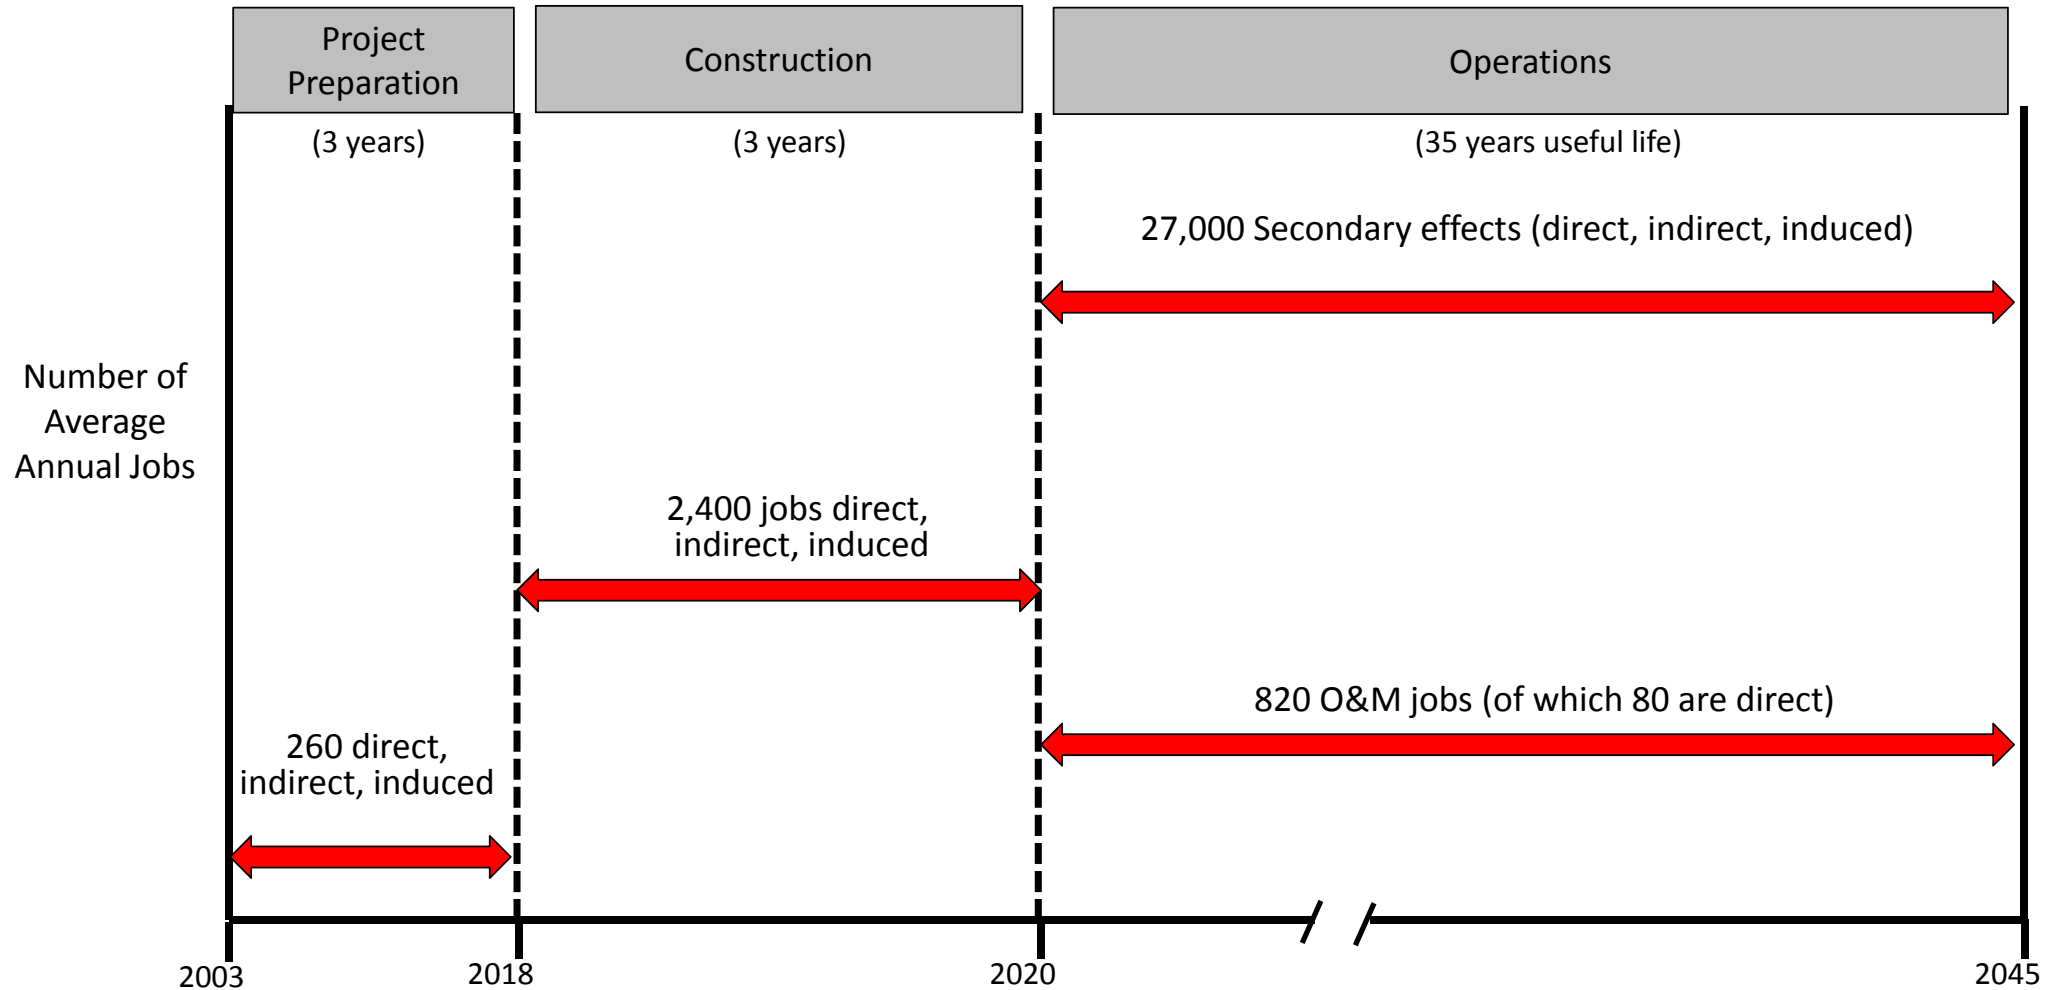 Project
Preparation
Construction
Operations
(3 years)
(3 years)
(35 years useful life)
27,000 Secondary effects (direct, indirect, induced)
Number of
Average
Annual Jobs
2,400 jobs direct,
indirect, induced
820 O&M jobs (of which 80 are direct)
260 direct,
indirect, induced
2003
2018
2020
2045